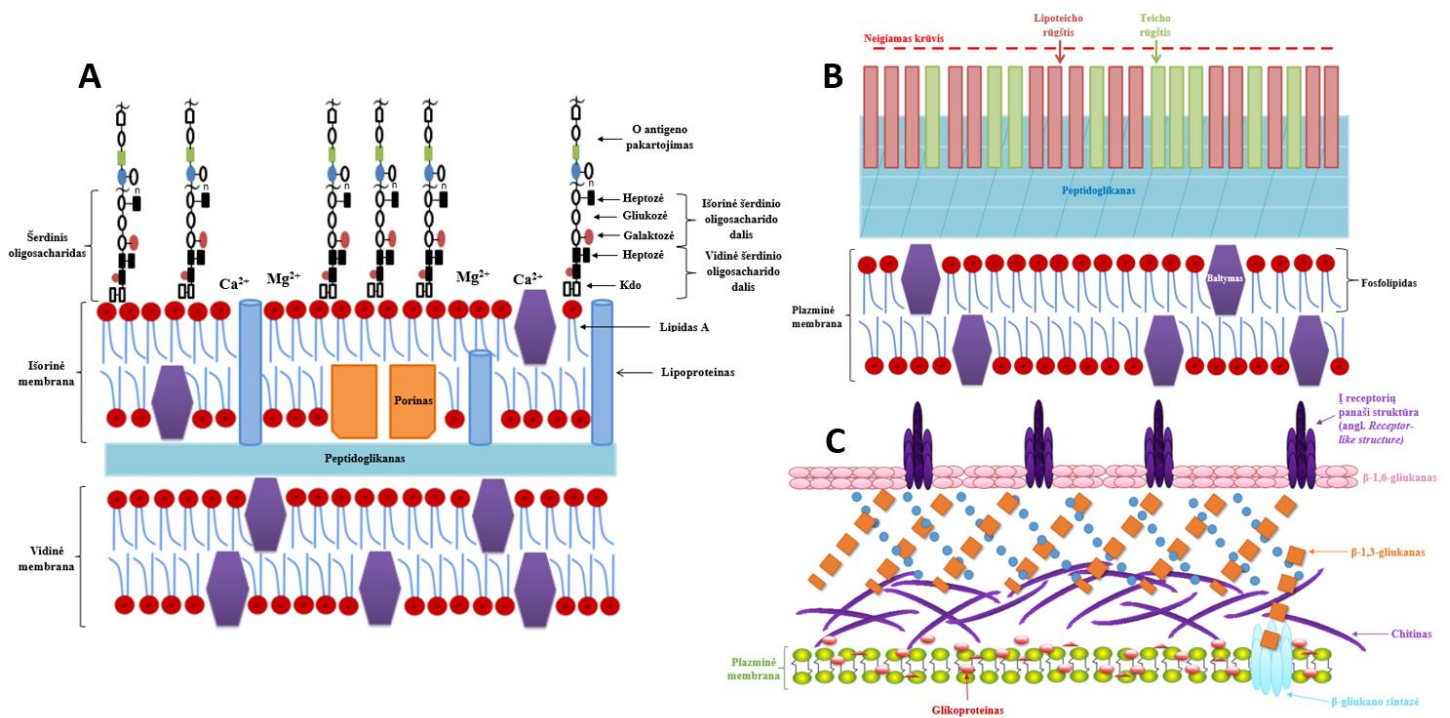 A
O antigeno
pakartojimas
n
n
n
n
n
n
Šerdinis
oligosacharidas
Heptozė
Gliukozė
Galaktozė
Heptozė
Kdo
Išorinė šerdinio
oligosacharido
dalis
Vidinė šerdinio
oligosacharido
dalis
Ca²⁺
Mg²⁺
Mg²⁺
Ca²⁺
Lipidas A
Išorinė
membrana
Lipoproteinas
Porinas
Peptidoglikanas
Vidinė
membrana
B
Neigiamas krūvis
Lipoteicho
rūgštis
Teicho
rūgštis
Peptidoglikanas
Plazminė
membrana
Baltymas
Fosfolipidas
C
Į receptorių
panaši struktūra
(angl. Receptor-
like structure)
β-1,6-gliukanas
β-1,3-gliukanas
Chitinas
Plazminė
membrana
Glikoproteinas
β-gliukano sintazė